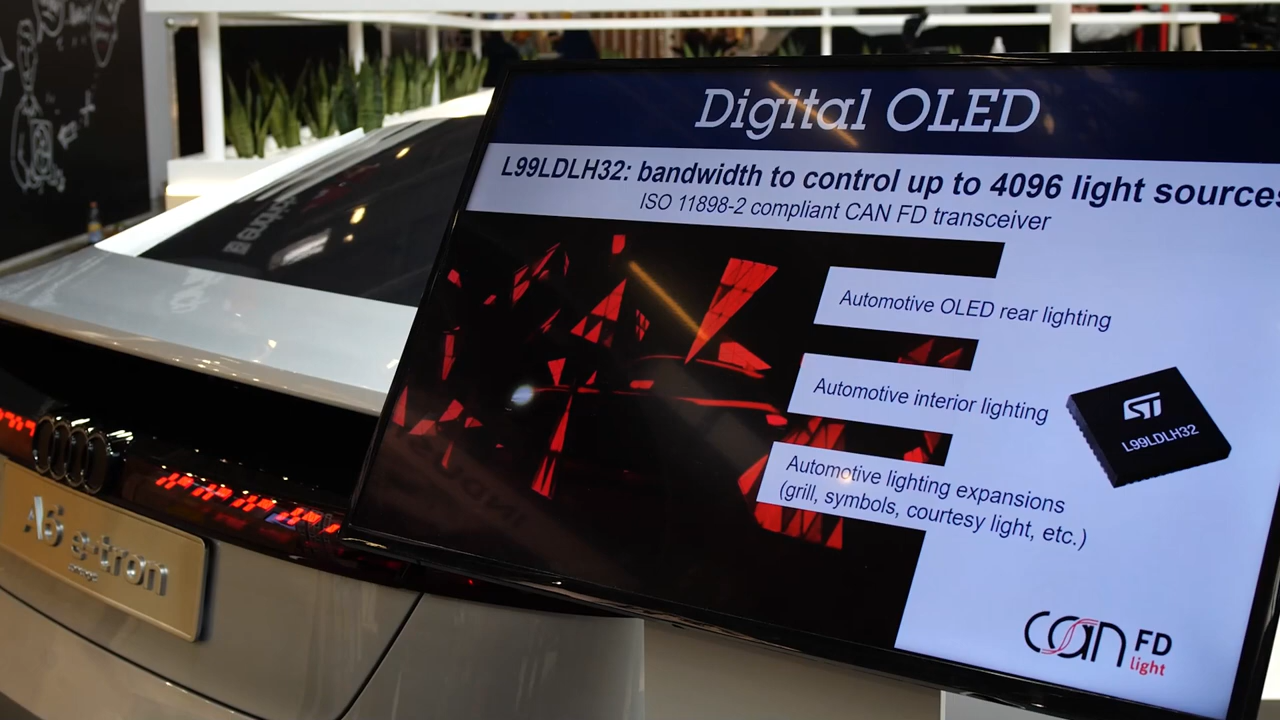 Digital OLED
L99LDLH32: bandwidth to control up to 4096 light sources
ISO 11898-2 compliant CAN FD transceiver
Automotive OLED rear lighting
Automotive interior lighting
Automotive lighting expansions
(grill, symbols, courtesy light, etc.)
ST
L99LDLH32
can FD
light
A6 e-tron